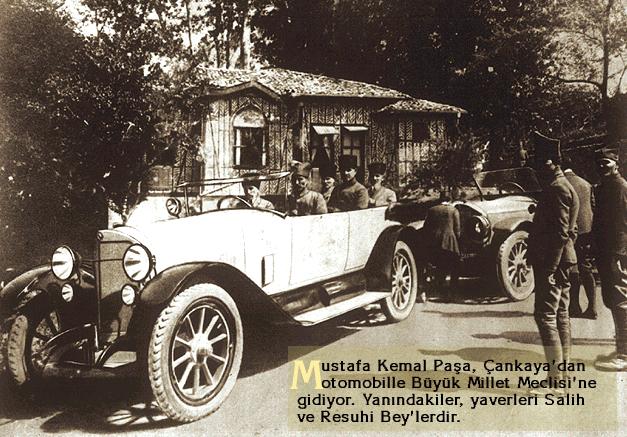 Mustafa Kemal Paşa, Çankaya'dan
otomobille Büyük Millet Meclisi'ne
gidiyor. Yanındakiler, yaverleri Salih
ve Resuhi Bey'lerdir.